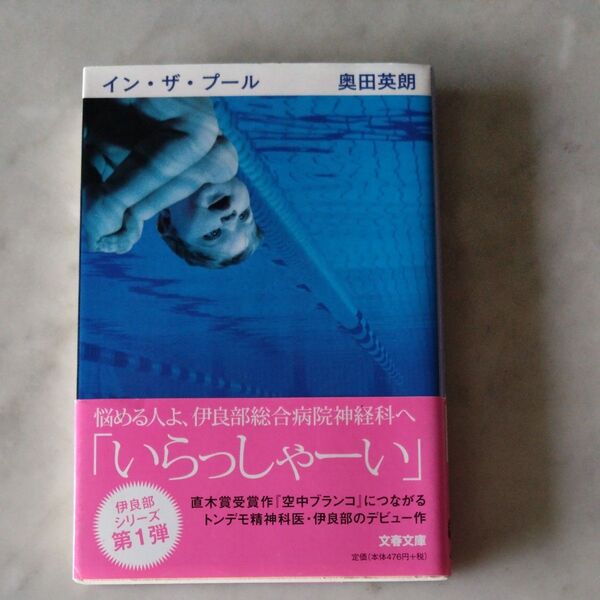 イン・ザ・プール 奥田英朗
悩める人よ、伊良部総合病院神経科へ
「いらっしゃーい」
伊良部
シリーズ
第1弾
直木賞受賞作『空中ブランコ』につながる
トンデモ精神科医・伊良部のデビュー作
文春文庫
定価(本体476円+税)